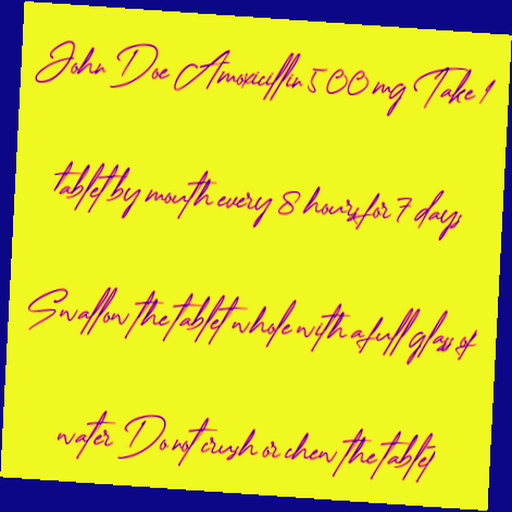 John Doe Amoxicillin 500 mg Take 1
tablet by mouth every 8 hours for 7 days
Swallow the tablet whole with a full glass of
water Do not crush or chew the tablet